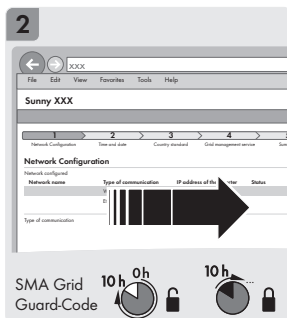 2
xxx
File Edit View Favorites Tools Help
Sunny XXX
1 2 3 4
Network Configuration Time and date Country standard Grid management service
Network Configuration
Network configured
Network name Type of communication IP address of the Status
Type of communication
10 h 0 h 10 h ...
SMA Grid
Guard-Code